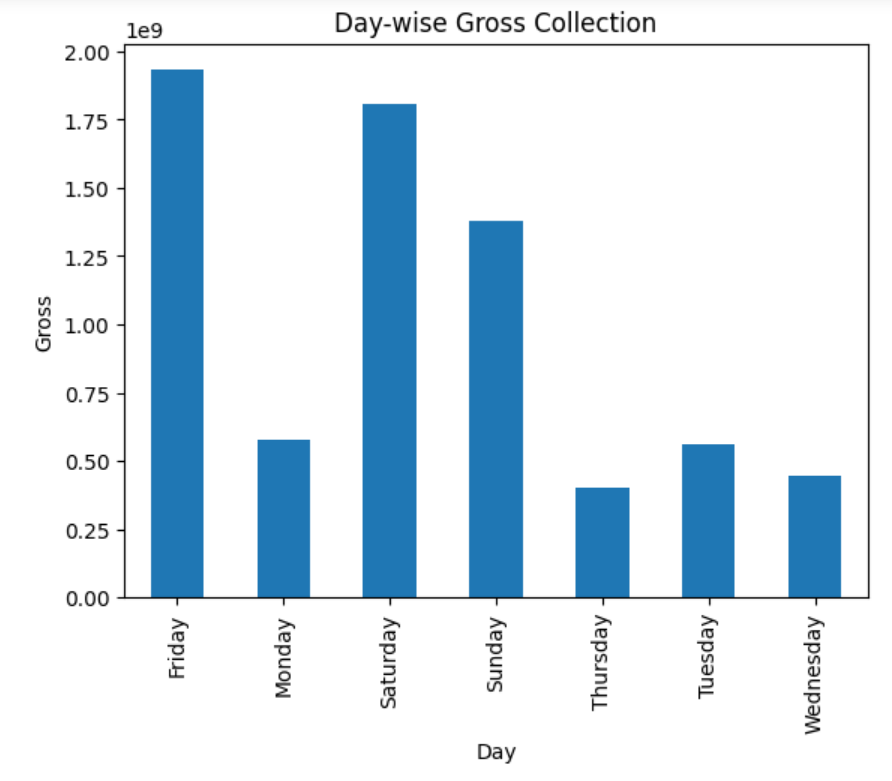 Day-wise Gross Collection
1e9
2.00
1.75
1.50
1.25
1.00
0.75
0.50
0.25
0.00
Gross
Friday
Monday
Saturday
Sunday
Thursday
Tuesday
Wednesday
Day